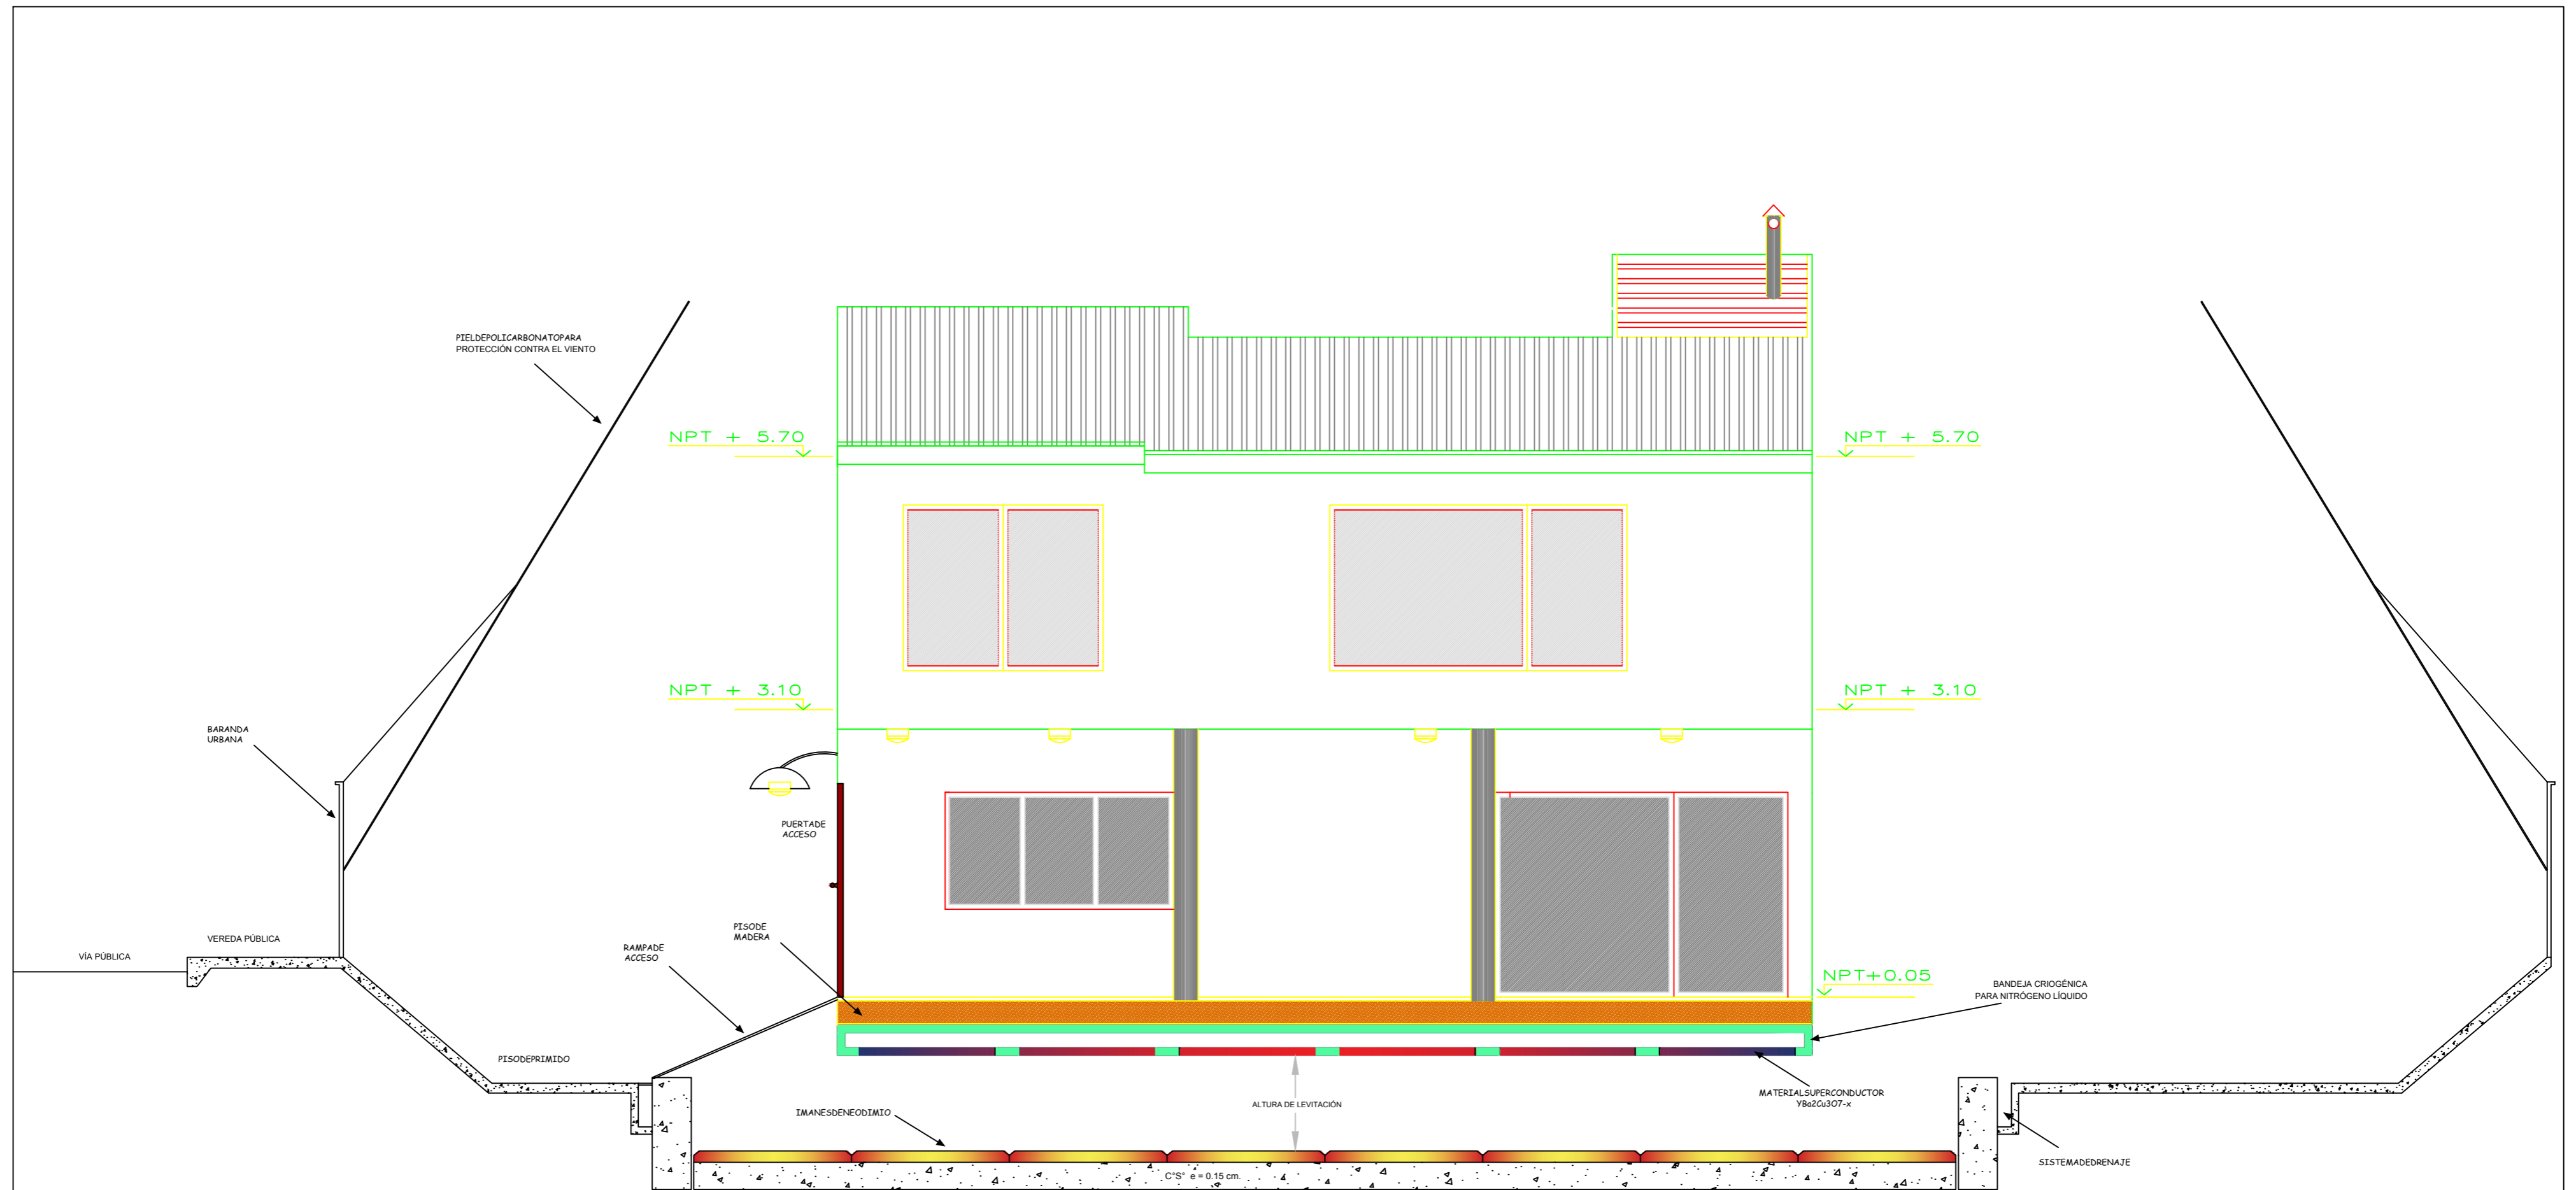 PIELDEPOLICARBONATOPARA
PROTECCIÓN CONTRA EL VIENTO
NPT + 5.70
NPT + 5.70
NPT + 3.10
NPT + 3.10
BARANDA
URBANA
PUERTADE
ACCESO
PISODE
MADERA
VEREDA PÚBLICA
RAMPADE
ACCESO
VÍA PÚBLICA
NPT+0.05
BANDEJA CRIOGÉNICA
PARA NITRÓGENO LÍQUIDO
PISODEPRIMIDO
MATERIALSUPERCONDUCTOR
YBa2Cu3O7-x
ALTURA DE LEVITACIÓN
IMANESDENEODIMIO
SISTEMADEDRENAJE
C°S° e = 0.15 cm.